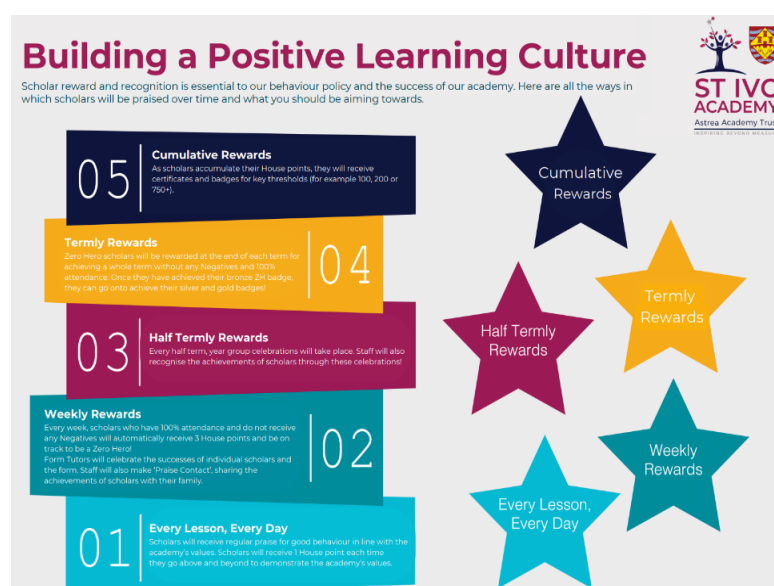 Building a Positive Learning Culture
Scholar reward and recognition is essential to our behaviour policy and the success of our academy. Here are all the ways in
which scholars will be praised over time and what you should be aiming towards.
ST IVO
ACADEMY
Astrea Academy Trus
INSPIRING BEYOND MEASU
05
Cumulative Rewards
As scholars accumulate their House points, they will receive
certificates and badges for key thresholds (for example 100, 200 or
750+).
Termly Rewards
Zero Hero scholars will be rewarded at the end of each term for
achieving a whole term without any Negatives and 100%
attendance. Once they have achieved their bronze ZH badge,
they can go onto achieve their silver and gold badges!
04
03
Half Termly Rewards
Every half term, year group celebrations will take place. Staff will also
recognise the achievements of scholars through these celebrations!
Weekly Rewards
Every week, scholars who have 100% attendance and do not receive
any Negatives will automatically receive 3 House points and be on
track to be a Zero Hero!
Form Tutors will celebrate the successes of individual scholars and
the form. Staff will also make 'Praise Contact', sharing the
achievements of scholars with their family.
02
01
Every Lesson, Every Day
Scholars will receive regular praise for good behaviour in line with the
academy's values. Scholars will receive 1 House point each time
they go above and beyond to demonstrate the academy's values.
Cumulative
Rewards
Termly
Rewards
Half Termly
Rewards
Weekly
Rewards
Every Lesson,
Every Day